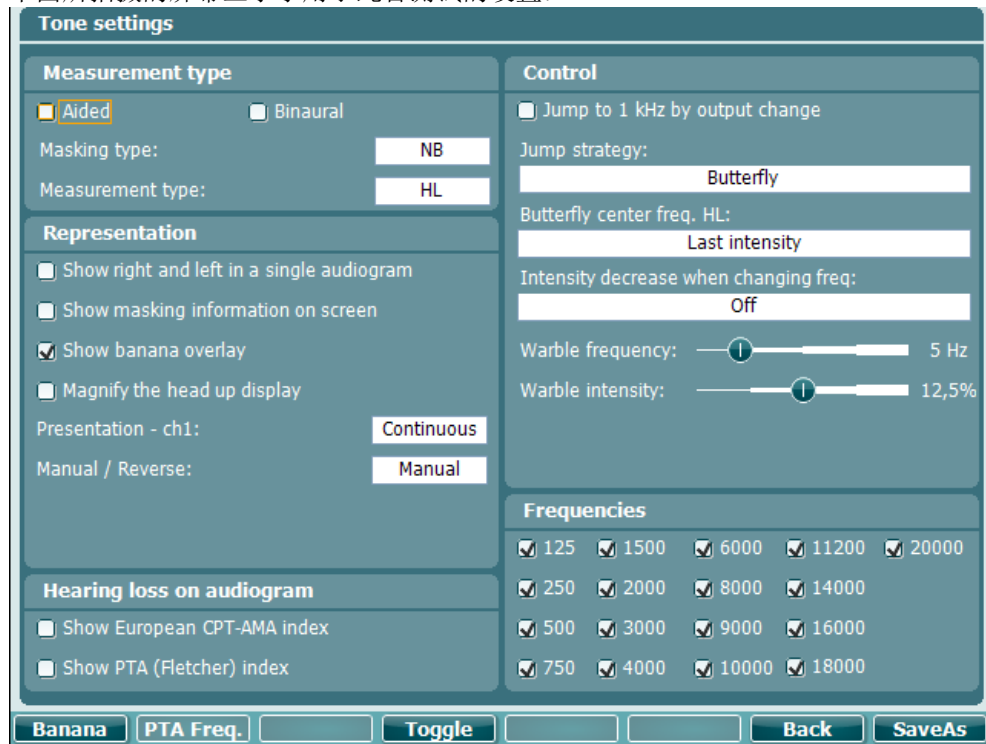 Tone settings
Measurement type
Aided
Binaural
Masking type:
NB
Measurement type:
HL
Representation
Show right and left in a single audiogram
Show masking information on screen
Show banana overlay
Magnify the head up display
Presentation - ch1:
Continuous
Manual / Reverse:
Manual
Hearing loss on audiogram
Show European CPT-AMA index
Show PTA (Fletcher) index
Control
Jump to 1 kHz by output change
Jump strategy:
Butterfly
Butterfly center freq. HL:
Last intensity
Intensity decrease when changing freq:
Off
Warble frequency:
5 Hz
Warble intensity:
12,5%
Frequencies
125 1500 6000 11200 20000
250 2000 8000 14000
500 3000 9000 16000
750 4000 10000 18000
Banana PTA Freq. Toggle Back SaveAs